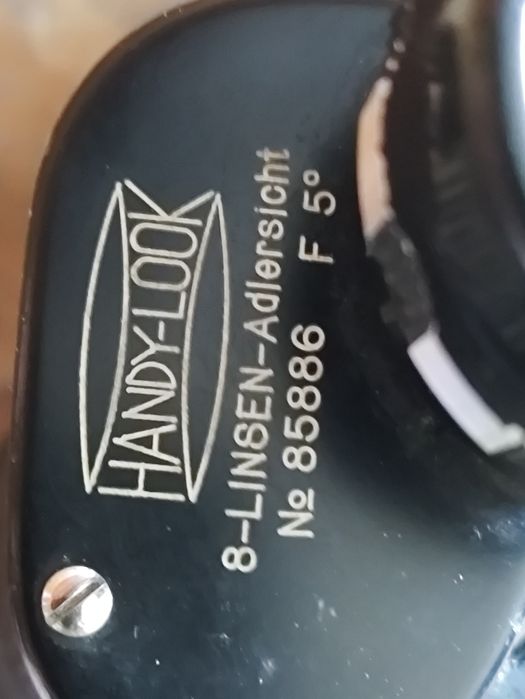 HANDY-LOOK
8-LINSEN-Adlersicht
№ 85886 F 5°